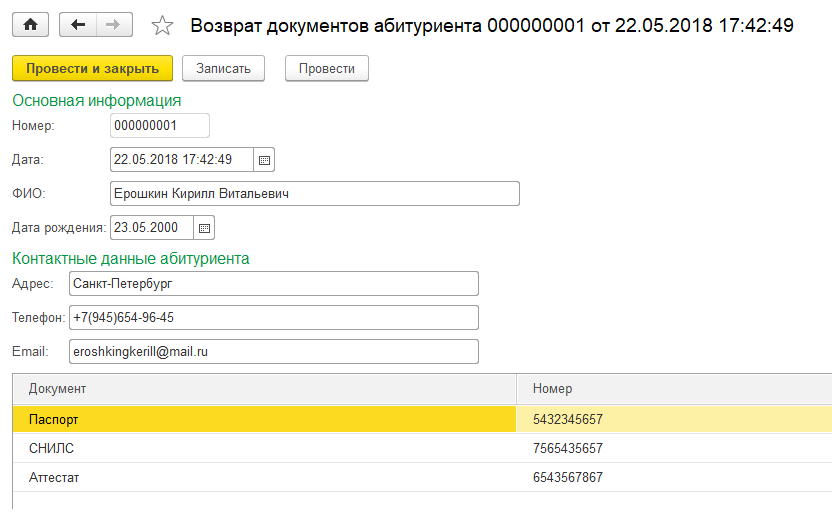 Возврат документов абитуриента 000000001 от 22.05.2018 17:42:49
Провести и закрыть Записать Провести
Основная информация
Номер: 000000001
Дата: 22.05.2018 17:42:49
ФИО: Ерошкин Кирилл Витальевич
Дата рождения: 23.05.2000
Контактные данные абитуриента
Адрес: Санкт-Петербург
Телефон: +7(945)654-96-45
Email: eroshkingkerill@mail.ru
Документ Номер
Паспорт 5432345657
СНИЛС 7565435657
Аттестат 6543567867